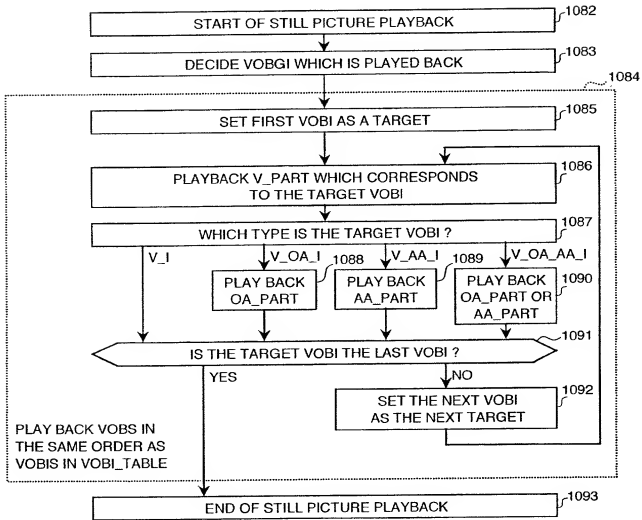 START OF STILL PICTURE PLAYBACK
1082
DECIDE VOBGI WHICH IS PLAYED BACK
1083
1084
SET FIRST VOBI AS A TARGET
1085
PLAYBACK V_PART WHICH CORRESPONDS
TO THE TARGET VOBI
1086
WHICH TYPE IS THE TARGET VOBI ?
1087
V_I
V_OA_I
1088
V_AA_I
1089
V_OA_AA_I
1090
PLAY BACK
OA_PART
PLAY BACK
AA_PART
PLAY BACK
OA_PART OR
AA_PART
1091
IS THE TARGET VOBI THE LAST VOBI ?
YES
NO
SET THE NEXT VOBI
AS THE NEXT TARGET
1092
PLAY BACK VOBS IN
THE SAME ORDER AS
VOBIS IN VOBI_TABLE
END OF STILL PICTURE PLAYBACK
1093